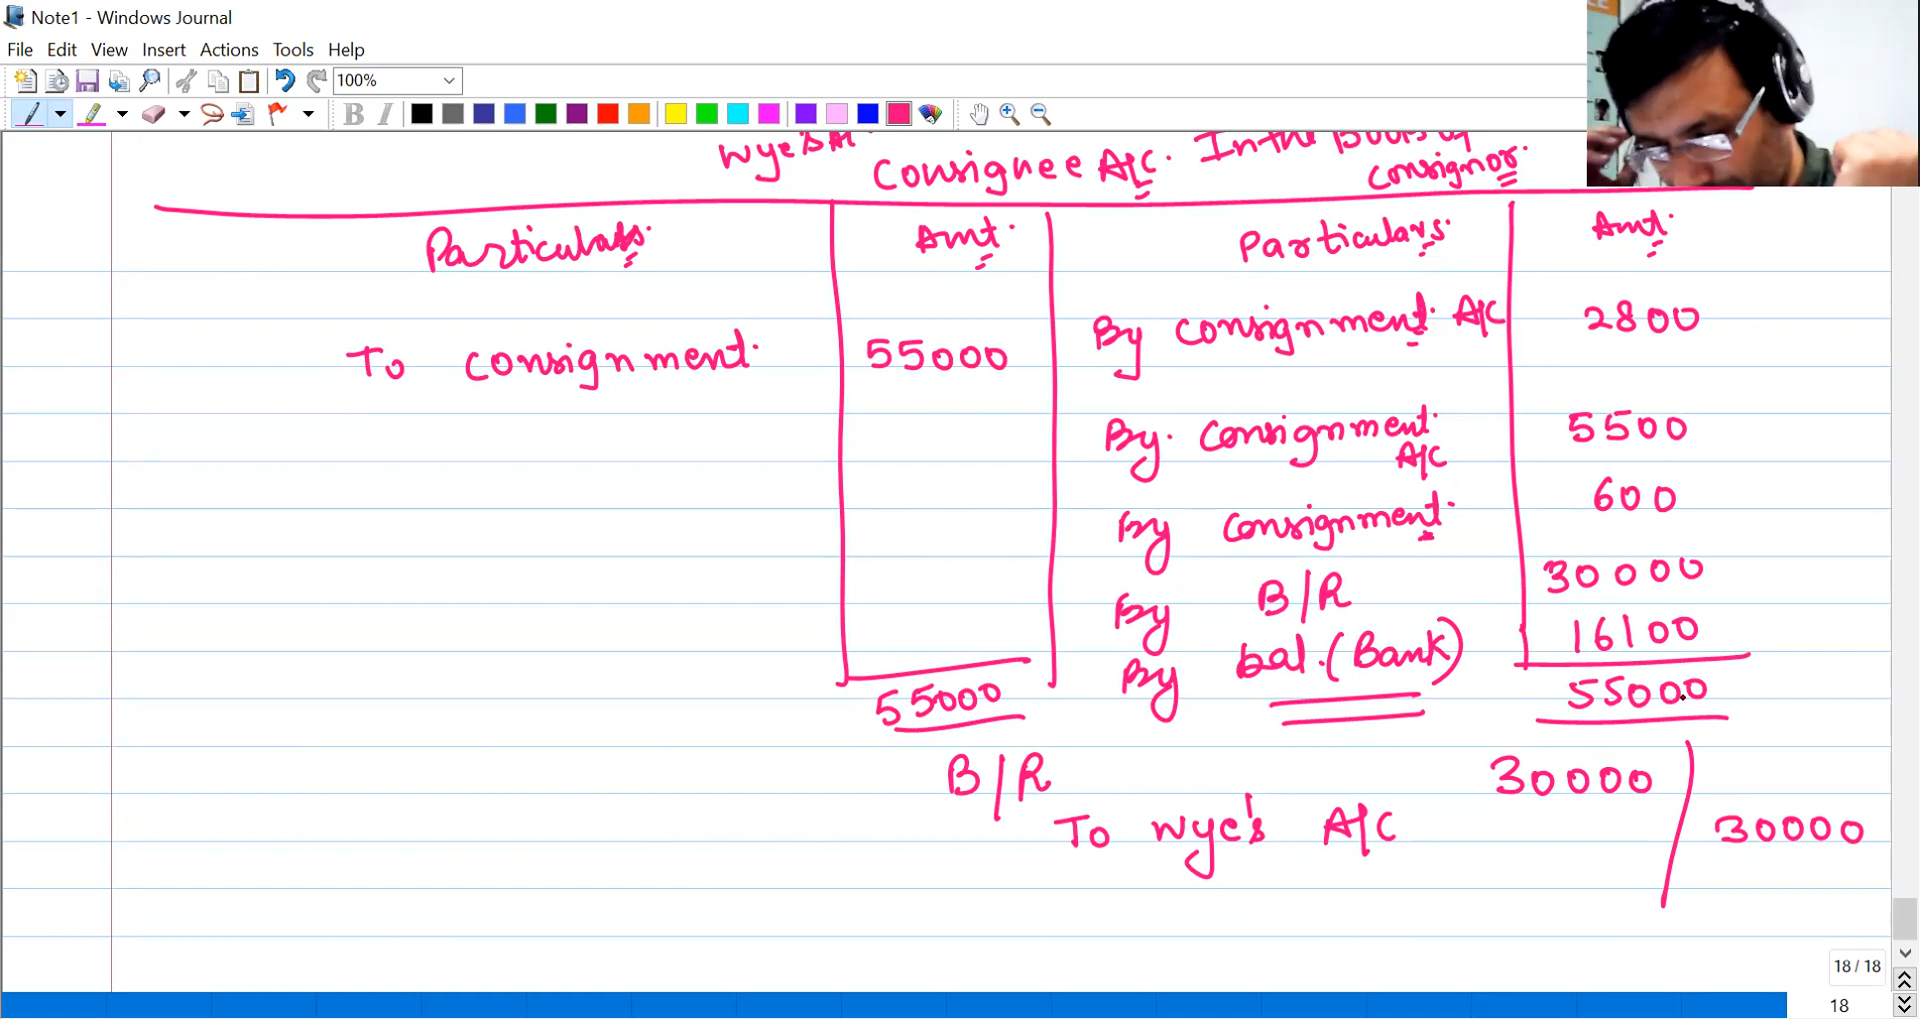 Note1 - Windows Journal
File Edit View Insert Actions Tools Help
100%
B I
Wye's A/c. In the Books of
Consignee A/C. Consignor.
Particulars Amt. Particulars. Amt.
To consignment. 55000 By consignment. A/C 2800
By. Consignment. A/C 5500
By consignment. 600
By B/R 30000
By bal. (Bank) 16100
55000 55000
B/R 30000
To Wye's A/C 30000
18 / 18
18